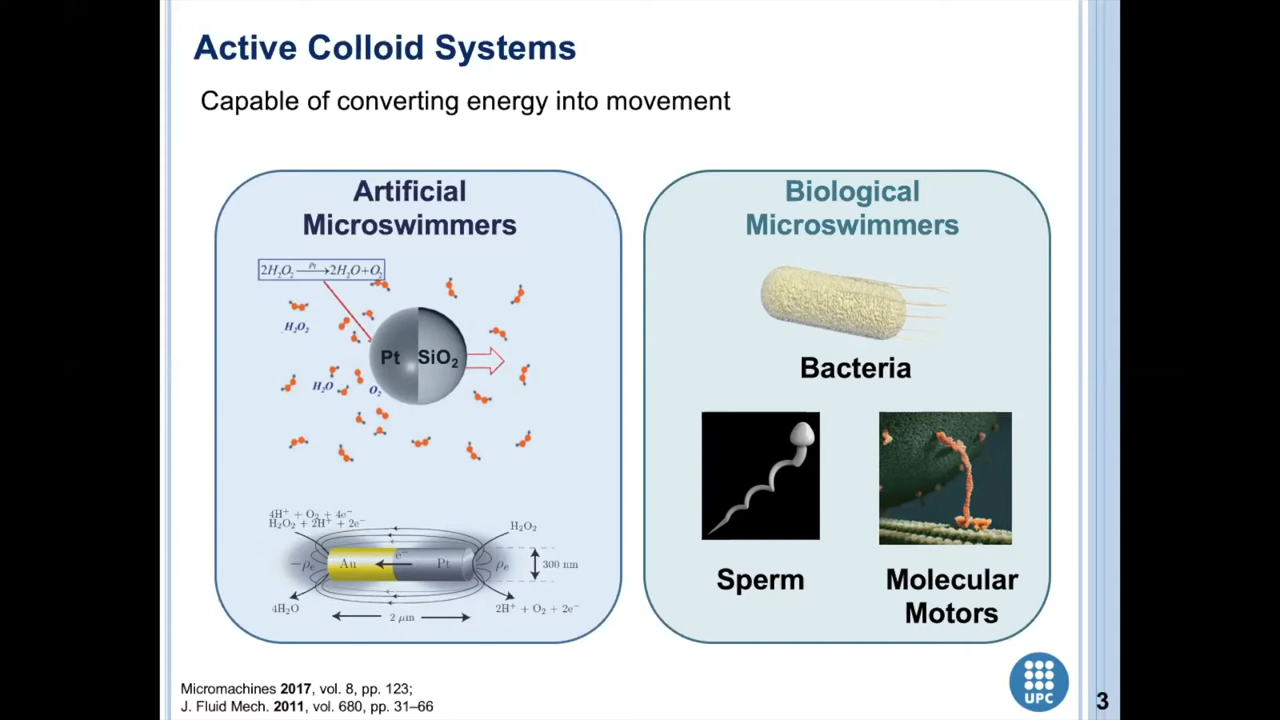 Active Colloid Systems
Capable of converting energy into movement
Artificial
Microswimmers
2H₂O₂ —Pt→ 2H₂O+O₂
H₂O₂
Pt SiO₂
H₂O
O₂
4H⁺ + O₂ + 4e⁻
H₂O₂ + 2H⁺ + 2e⁻
H₂O₂
−ρₑ Au e⁻ Pt ρₑ 300 nm
4H₂O
2H⁺ + O₂ + 2e⁻
2 μm
Biological
Microswimmers
Bacteria
Sperm
Molecular
Motors
Micromachines 2017, vol. 8, pp. 123;
J. Fluid Mech. 2011, vol. 680, pp. 31–66
UPC
3